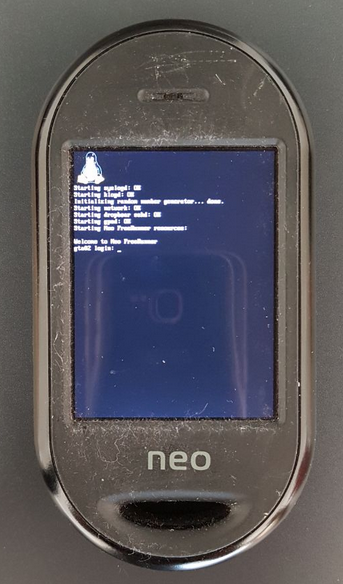 Starting syslogd: OK
Starting klogd: OK
Initializing random number generator... done.
Starting network: OK
Starting dropbear sshd: OK
Starting gpsd: OK
Starting Neo FreeRunner resources:
Welcome to Neo FreeRunner
gta02 login: _
neo